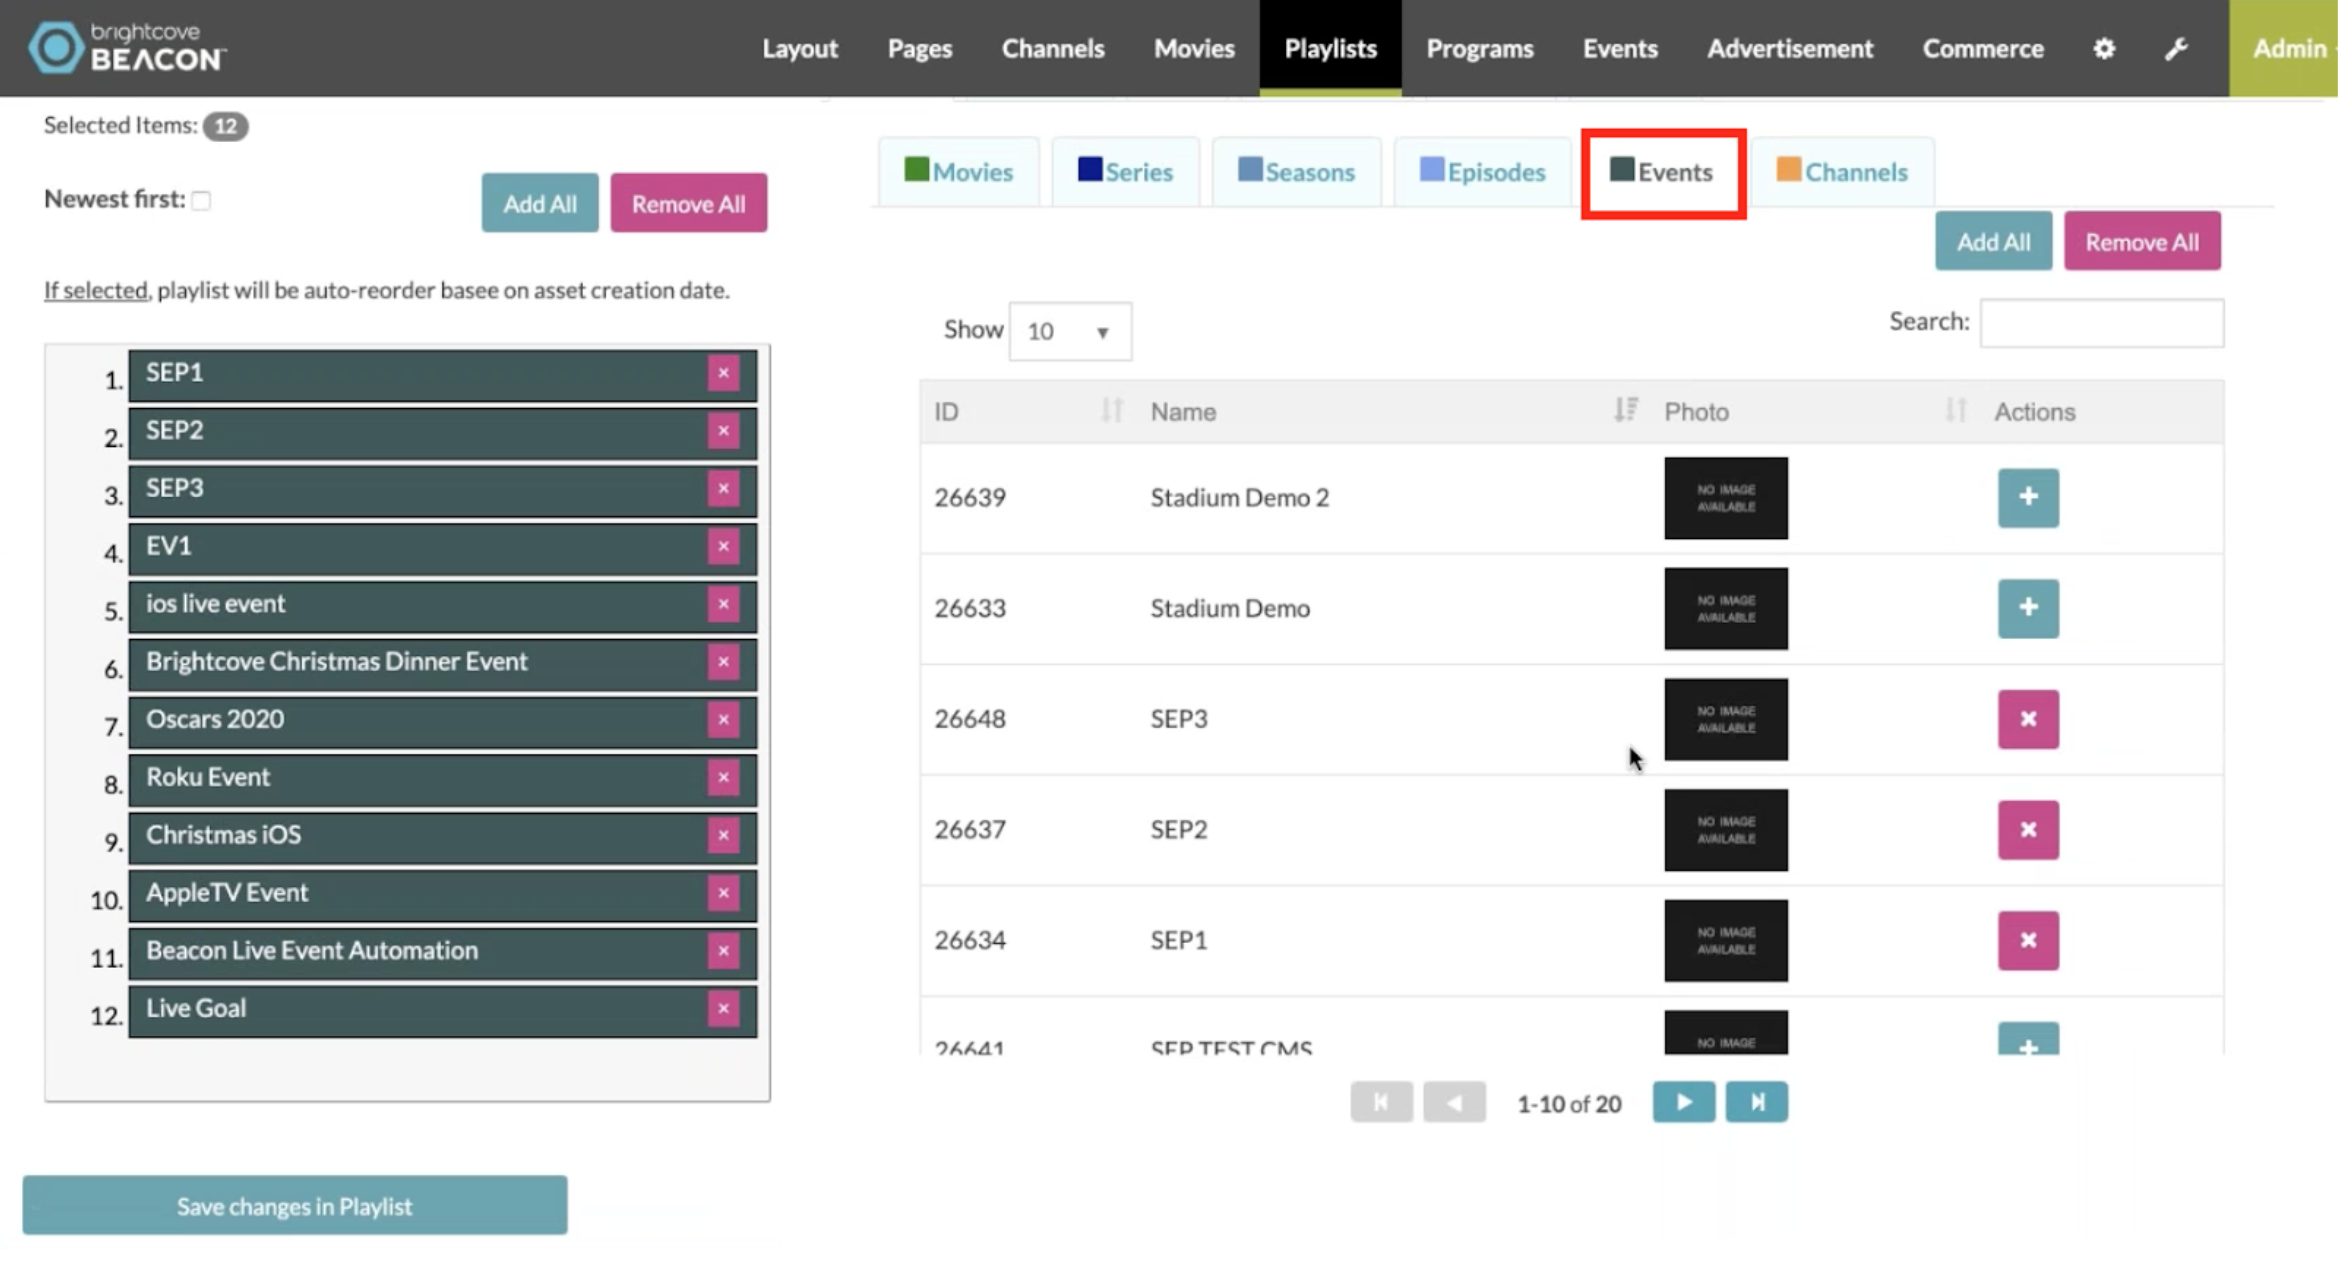 brightcove
BEACON™
Layout Pages Channels Movies Playlists Programs Events Advertisement Commerce Admin
Selected Items: 12
Newest first:
Add All Remove All
If selected, playlist will be auto-reorder basee on asset creation date.
1. SEP1
2. SEP2
3. SEP3
4. EV1
5. ios live event
6. Brightcove Christmas Dinner Event
7. Oscars 2020
8. Roku Event
9. Christmas iOS
10. AppleTV Event
11. Beacon Live Event Automation
12. Live Goal
Save changes in Playlist
Movies Series Seasons Episodes Events Channels
Add All Remove All
Show 10 Search:
ID Name Photo Actions
26639 Stadium Demo 2 NO IMAGE
AVAILABLE
26633 Stadium Demo NO IMAGE
AVAILABLE
26648 SEP3 NO IMAGE
AVAILABLE
26637 SEP2 NO IMAGE
AVAILABLE
26634 SEP1 NO IMAGE
AVAILABLE
26641 SEP TEST CMS NO IMAGE
1-10 of 20